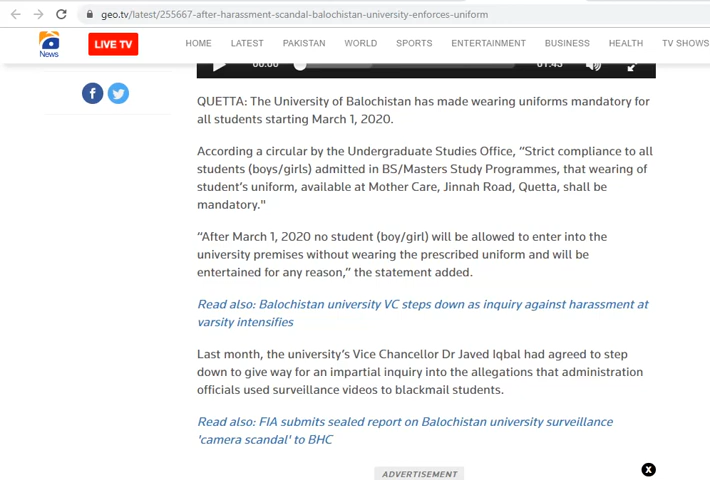 geo.tv/latest/255667-after-harassment-scandal-balochistan-university-enforces-uniform
News
LIVE TV
HOME LATEST PAKISTAN WORLD SPORTS ENTERTAINMENT BUSINESS HEALTH TV SHOWS
00:00 01:43
f
QUETTA: The University of Balochistan has made wearing uniforms mandatory for
all students starting March 1, 2020.
According a circular by the Undergraduate Studies Office, “Strict compliance to all
students (boys/girls) admitted in BS/Masters Study Programmes, that wearing of
student’s uniform, available at Mother Care, Jinnah Road, Quetta, shall be
mandatory."
“After March 1, 2020 no student (boy/girl) will be allowed to enter into the
university premises without wearing the prescribed uniform and will be
entertained for any reason,” the statement added.
Read also: Balochistan university VC steps down as inquiry against harassment at
varsity intensifies
Last month, the university’s Vice Chancellor Dr Javed Iqbal had agreed to step
down to give way for an impartial inquiry into the allegations that administration
officials used surveillance videos to blackmail students.
Read also: FIA submits sealed report on Balochistan university surveillance
'camera scandal' to BHC
ADVERTISEMENT
X